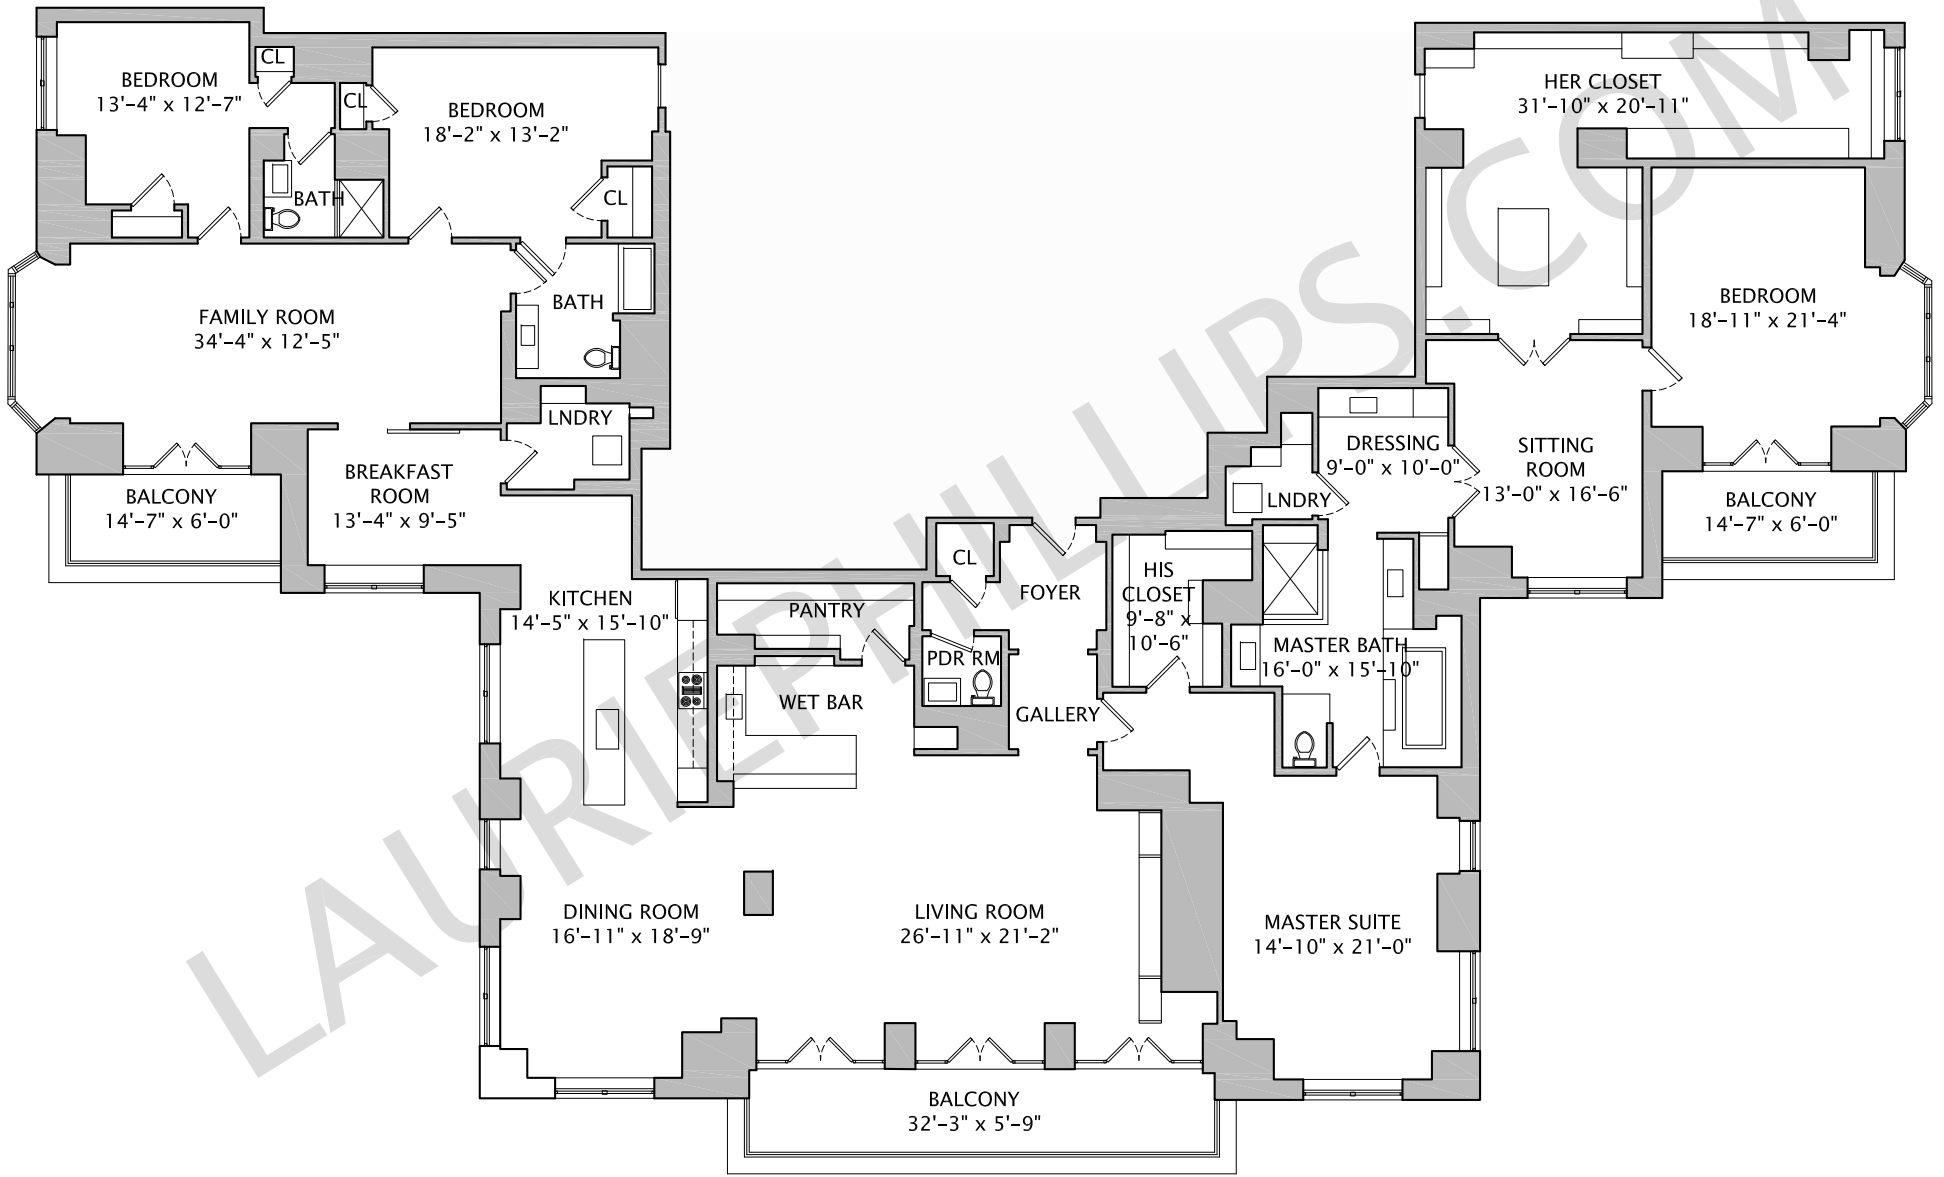 BEDROOM
13'-4" x 12'-7"
CL
CL
BEDROOM
18'-2" x 13'-2"
BATH
CL
FAMILY ROOM
34'-4" x 12'-5"
BATH
LNDRY
BREAKFAST
ROOM
13'-4" x 9'-5"
BALCONY
14'-7" x 6'-0"
HER CLOSET
31'-10" x 20'-11"
BEDROOM
18'-11" x 21'-4"
DRESSING
9'-0" x 10'-0"
SITTING
ROOM
13'-0" x 16'-6"
LNDRY
BALCONY
14'-7" x 6'-0"
CL
FOYER
HIS
CLOSET
9'-8" x
10'-6"
KITCHEN
14'-5" x 15'-10"
PANTRY
PDR RM
MASTER BATH
16'-0" x 15'-10"
WET BAR
GALLERY
DINING ROOM
16'-11" x 18'-9"
LIVING ROOM
26'-11" x 21'-2"
MASTER SUITE
14'-10" x 21'-0"
BALCONY
32'-3" x 5'-9"
LAURIEPHILLIPS.COM